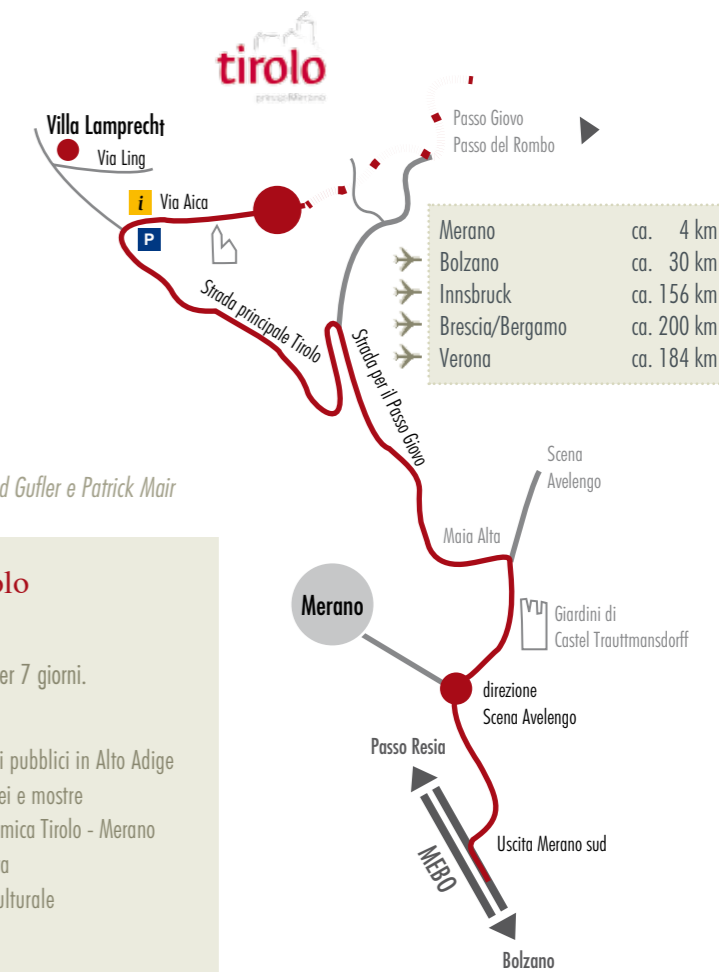 tirolo
presso Merano
Villa Lamprecht
Via Ling
Passo Giovo
Passo del Rombo
i Via Aica
P
Merano ca. 4 km
Bolzano ca. 30 km
Innsbruck ca. 156 km
Brescia/Bergamo ca. 200 km
Verona ca. 184 km
Strada principale Tirolo
Strada per il Passo Giovo
d Gufler e Patrick Mair
Scena
Avelengo
Maia Alta
olo
Merano
Giardini di
Castel Trauttmansdorff
er 7 giorni.
direzione
Scena Avelengo
i pubblici in Alto Adige
ei e mostre
mica Tirolo - Merano
a
ulturale
Passo Resia
Uscita Merano sud
MEBO
Bolzano